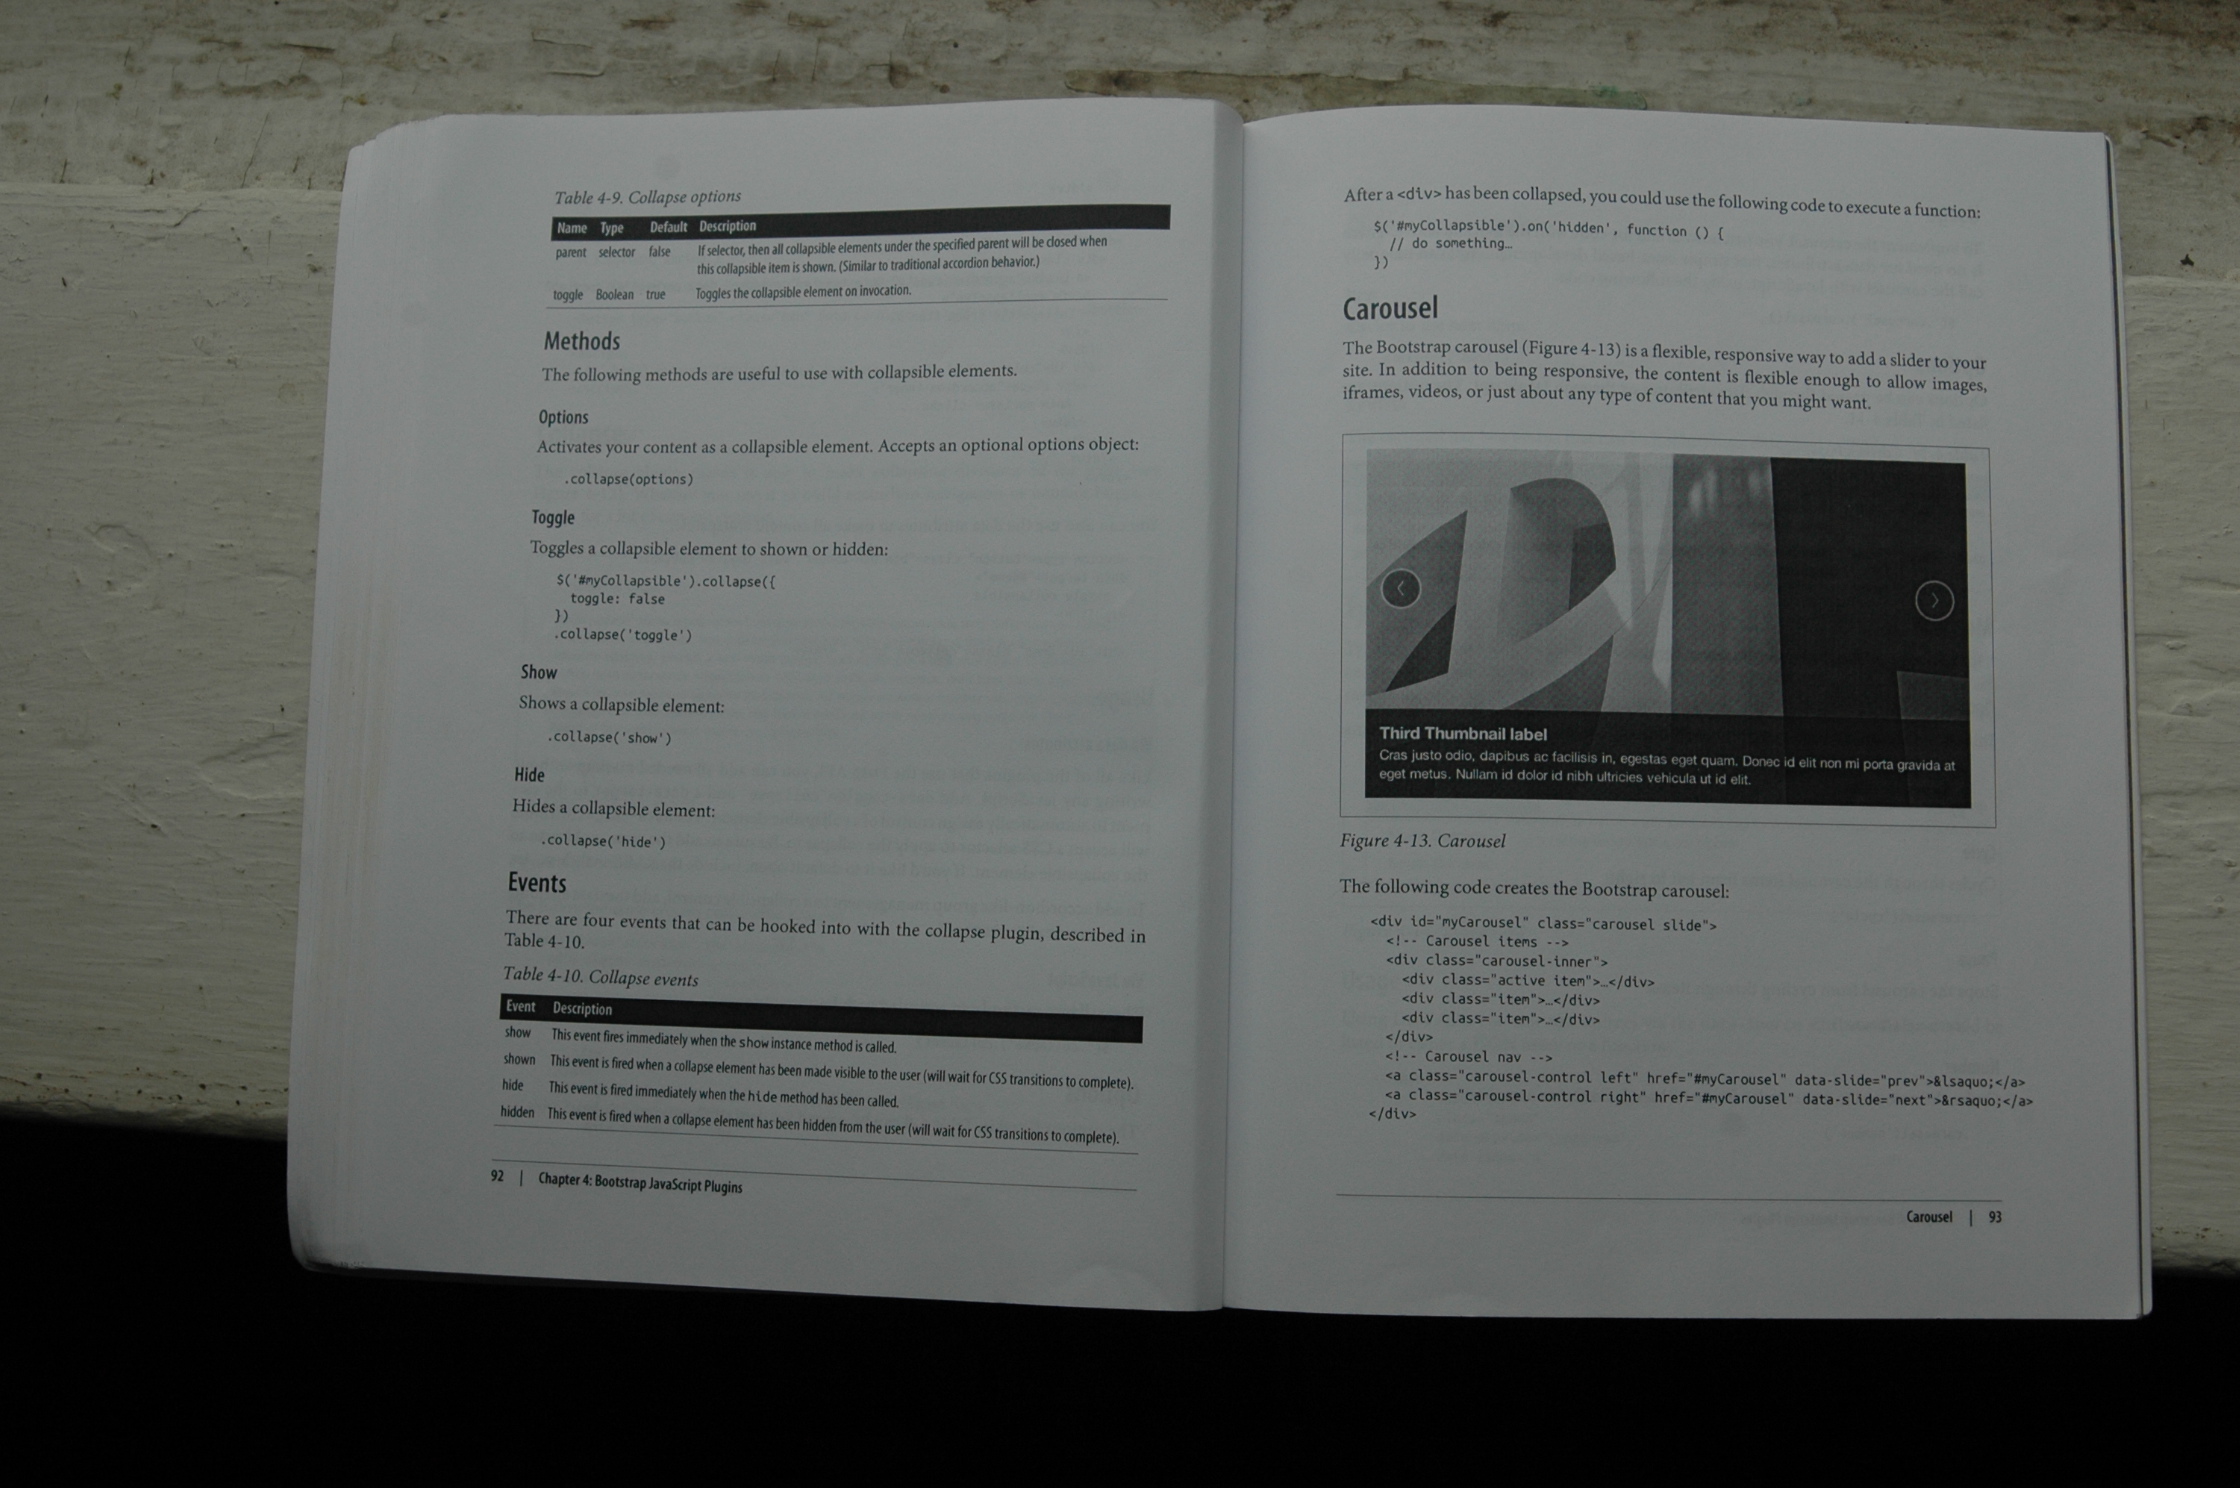 Table 4-9. Collapse options
Name Type Default Description
parent selector false If selector, then all collapsible elements under the specified parent will be closed when
this collapsible item is shown. (Similar to traditional accordion behavior.)
toggle Boolean true Toggles the collapsible element on invocation.
Methods
The following methods are useful to use with collapsible elements.
Options
Activates your content as a collapsible element. Accepts an optional options object:
.collapse(options)
Toggle
Toggles a collapsible element to shown or hidden:
$('#myCollapsible').collapse({
toggle: false
})
.collapse('toggle')
Show
Shows a collapsible element:
.collapse('show')
Hide
Hides a collapsible element:
.collapse('hide')
Events
There are four events that can be hooked into with the collapse plugin, described in
Table 4-10.
Table 4-10. Collapse events
Event Description
show This event fires immediately when the show instance method is called.
shown This event is fired when a collapse element has been made visible to the user (will wait for CSS transitions to complete).
hide This event is fired immediately when the hide method has been called.
hidden This event is fired when a collapse element has been hidden from the user (will wait for CSS transitions to complete).
92 | Chapter 4: Bootstrap JavaScript Plugins
After a <div> has been collapsed, you could use the following code to execute a function:
$('#myCollapsible').on('hidden', function () {
// do something…
})
Carousel
The Bootstrap carousel (Figure 4-13) is a flexible, responsive way to add a slider to your
site. In addition to being responsive, the content is flexible enough to allow images,
iframes, videos, or just about any type of content that you might want.
Third Thumbnail label
Cras justo odio, dapibus ac facilisis in, egestas eget quam. Donec id elit non mi porta gravida at
eget metus. Nullam id dolor id nibh ultricies vehicula ut id elit.
Figure 4-13. Carousel
The following code creates the Bootstrap carousel:
<div id="myCarousel" class="carousel slide">
<!-- Carousel items -->
<div class="carousel-inner">
<div class="active item">…</div>
<div class="item">…</div>
<div class="item">…</div>
</div>
<!-- Carousel nav -->
<a class="carousel-control left" href="#myCarousel" data-slide="prev">&lsaquo;</a>
<a class="carousel-control right" href="#myCarousel" data-slide="next">&rsaquo;</a>
</div>
Carousel | 93